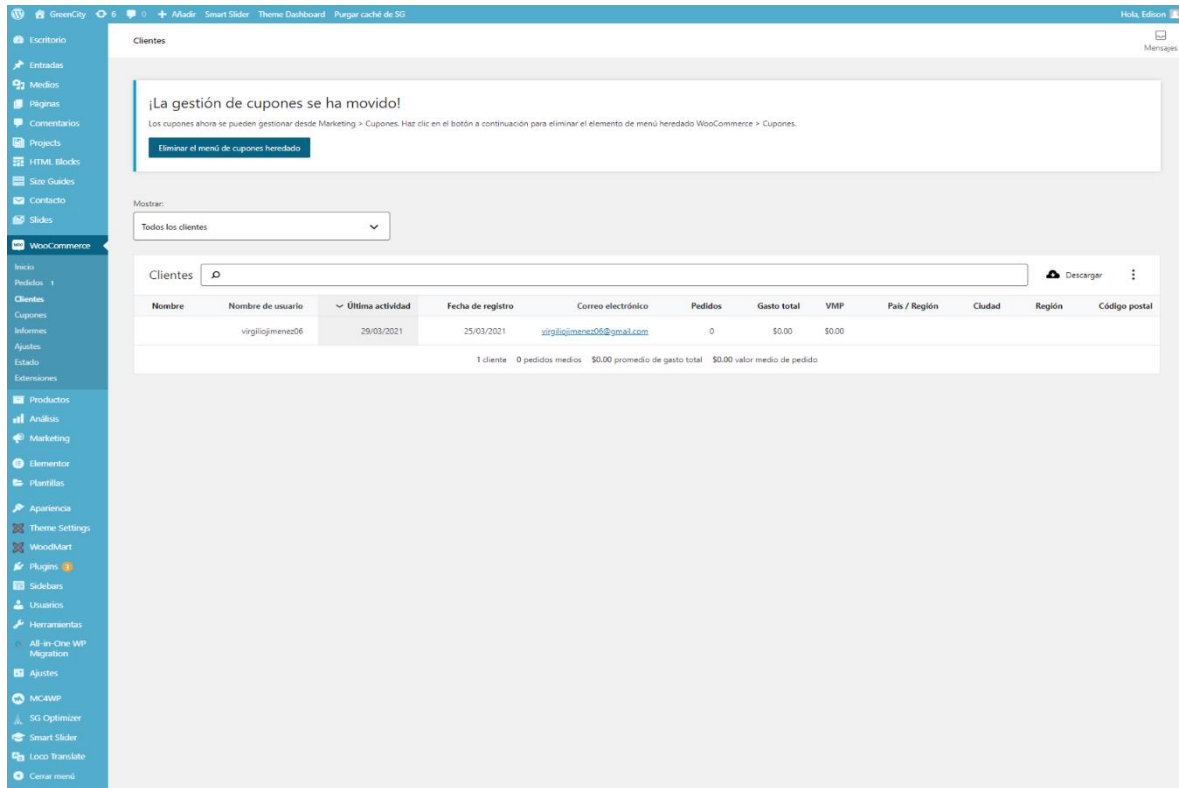 GreenCity 6 0 + Añadir Smart Slider Theme Dashboard Purgar caché de SG Hola, Edison
Escritorio
Entradas
Medios
Páginas
Comentarios
Projects
HTML Blocks
Size Guides
Contacto
Slides
WooCommerce
Inicio
Pedidos 1
Clientes
Cupones
Informes
Ajustes
Estado
Extensiones
Productos
Análisis
Marketing
Elementor
Plantillas
Apariencia
Theme Settings
WoodMart
Plugins
Sidebars
Usuarios
Herramientas
All-in-One WP
Migration
Ajustes
MC4WP
SG Optimizer
Smart Slider
Loco Translate
Cerrar menú
Clientes
Mensajes
¡La gestión de cupones se ha movido!
Los cupones ahora se pueden gestionar desde Marketing > Cupones. Haz clic en el botón a continuación para eliminar el elemento de menú heredado WooCommerce > Cupones.
Eliminar el menú de cupones heredado
Mostrar:
Todos los clientes
Clientes Descargar
Nombre Nombre de usuario Última actividad Fecha de registro Correo electrónico Pedidos Gasto total VMP País / Región Ciudad Región Código postal
virgiliojimenez06 29/03/2021 25/03/2021 virgiliojimenez06@gmail.com 0 $0.00 $0.00
1 cliente 0 pedidos medios $0.00 promedio de gasto total $0.00 valor medio de pedido